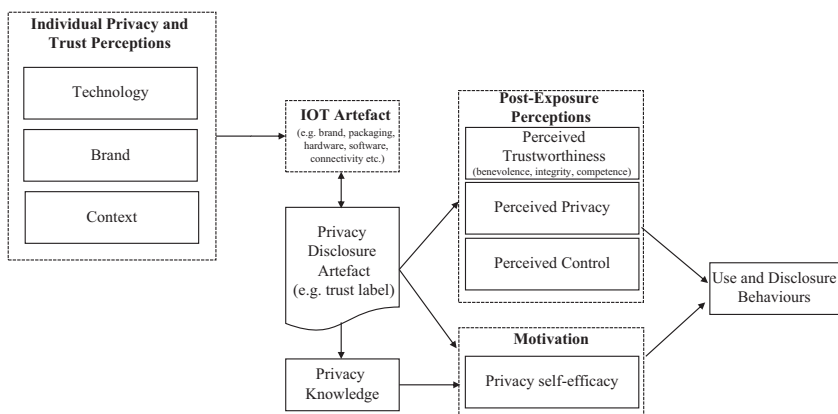 Individual Privacy and
Trust Perceptions
Technology
Brand
Context
IOT Artefact
(e.g. brand, packaging,
hardware, software,
connectivity etc.)
Privacy
Disclosure
Artefact
(e.g. trust label)
Privacy
Knowledge
Post-Exposure
Perceptions
Perceived
Trustworthiness
(benevolence, integrity, competence)
Perceived Privacy
Perceived Control
Motivation
Privacy self-efficacy
Use and Disclosure
Behaviours